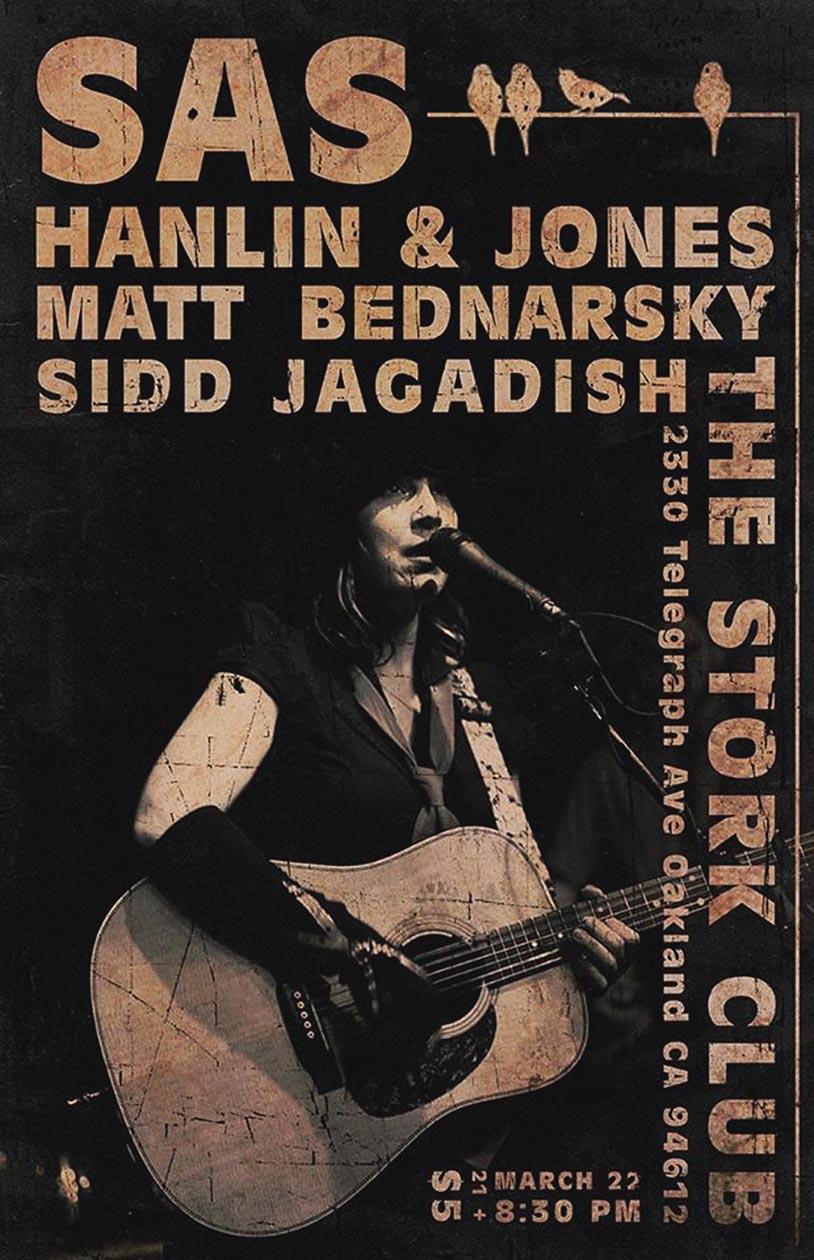 SAS
HANLIN & JONES
MATT BEDNARSKY
SIDD JAGADISH
THE STORK CLUB
2330 Telegraph Ave Oakland CA 94612
$5
21+
MARCH 22
8:30 PM